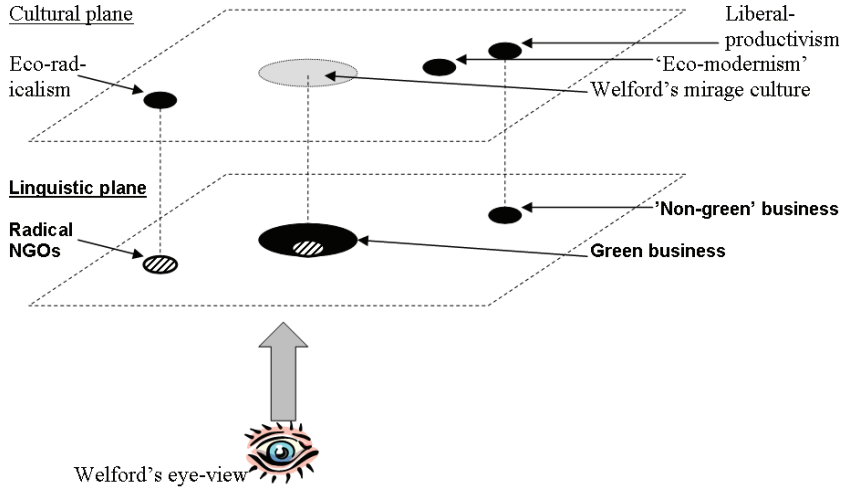 Cultural plane
Liberal-
productivism
Eco-rad-
icalism
‘Eco-modernism’
Welford’s mirage culture
Linguistic plane
’Non-green’ business
Radical
NGOs
Green business
Welford’s eye-view